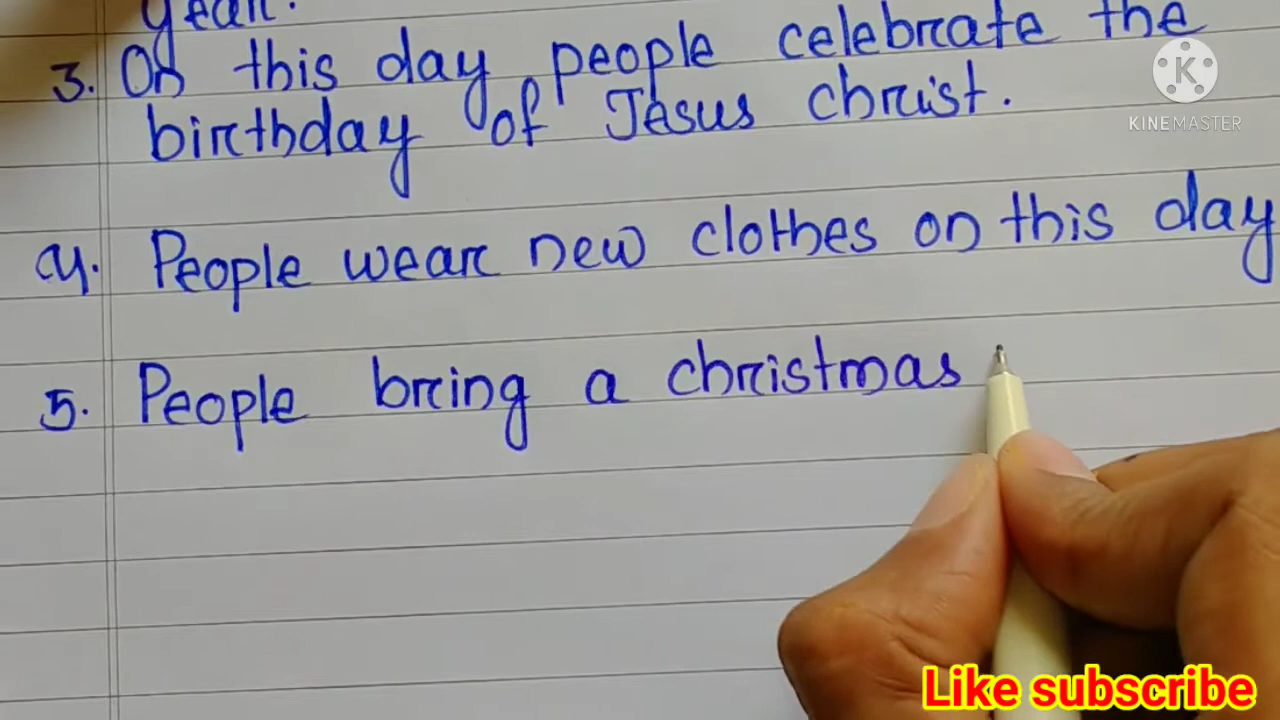 year.
3. On this day people celebrate the
birthday of Jesus christ.
4. People wear new clothes on this day
5. People bring a christmas
K
KINEMASTER
Like subscribe